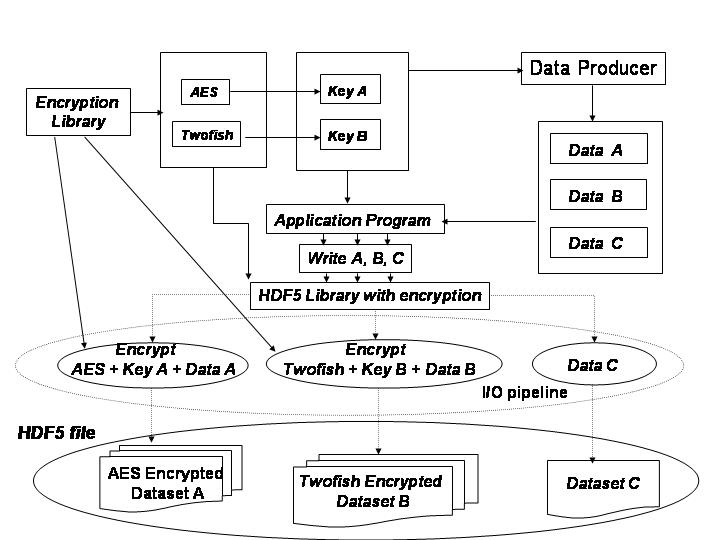 Data Producer
AES
Key A
Encryption
Library
Twofish
Key B
Data A
Data B
Data C
Application Program
Write A, B, C
HDF5 Library with encryption
Encrypt
AES + Key A + Data A
Encrypt
Twofish + Key B + Data B
Data C
I/O pipeline
HDF5 file
AES Encrypted
Dataset A
Twofish Encrypted
Dataset B
Dataset C